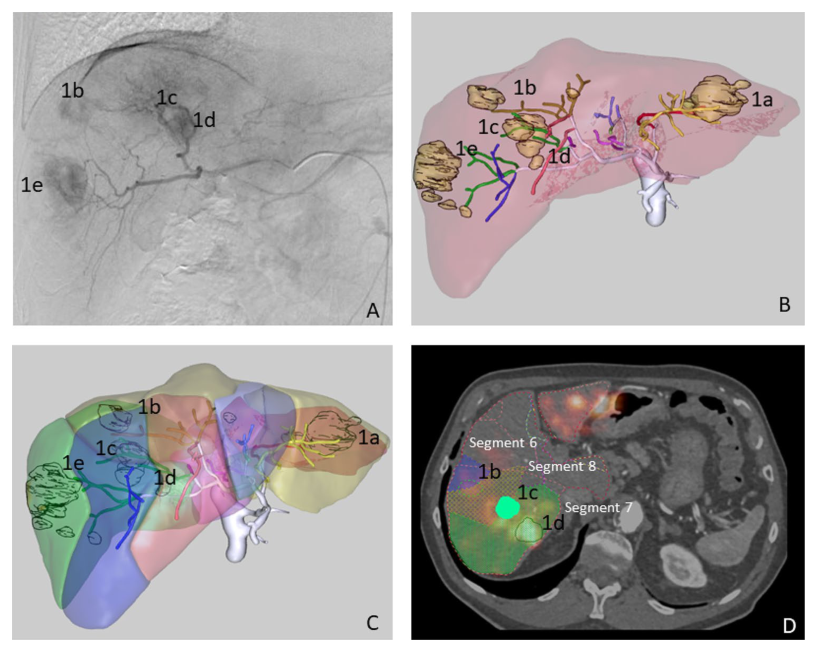 1b
1c
1d
1e
A
1b
1a
1c
1e
1d
B
1b
1a
1c
1e
1d
C
Segment 6
Segment 8
1b
1c
Segment 7
1d
D